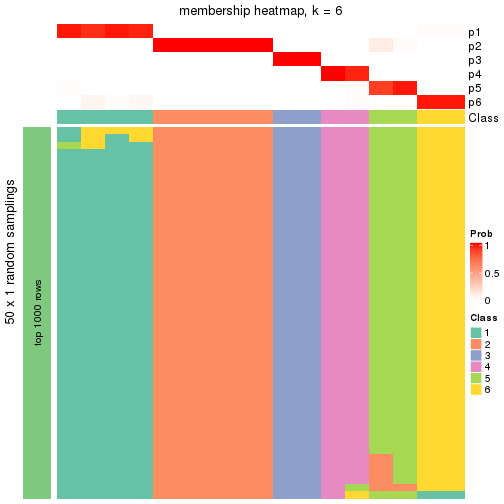 membership heatmap, k = 6
p1
p2
p3
p4
p5
p6
Class
50 x 1 random samplings
top 1000 rows
Prob
1
0.5
0
Class
1
2
3
4
5
6